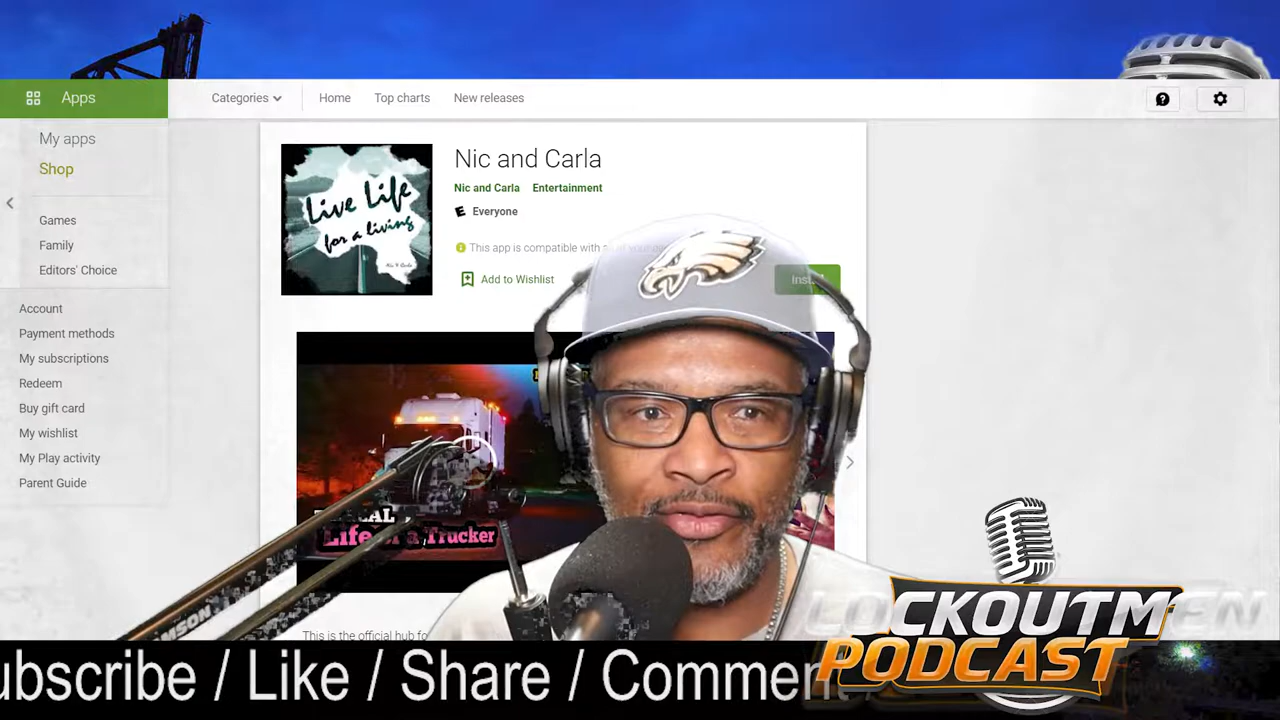 Apps
Categories
Home
Top charts
New releases
My apps
Shop
Games
Family
Editors' Choice
Account
Payment methods
My subscriptions
Redeem
Buy gift card
My wishlist
My Play activity
Parent Guide
Live Life
for a living
Nic and Carla
Nic and Carla Entertainment
E Everyone
This app is compatible with
Add to Wishlist
Life of a Trucker
This is the official hub fo
SAMSON
ubscribe / Like / Share / Comment
LOCKOUTMEN
PODCAST